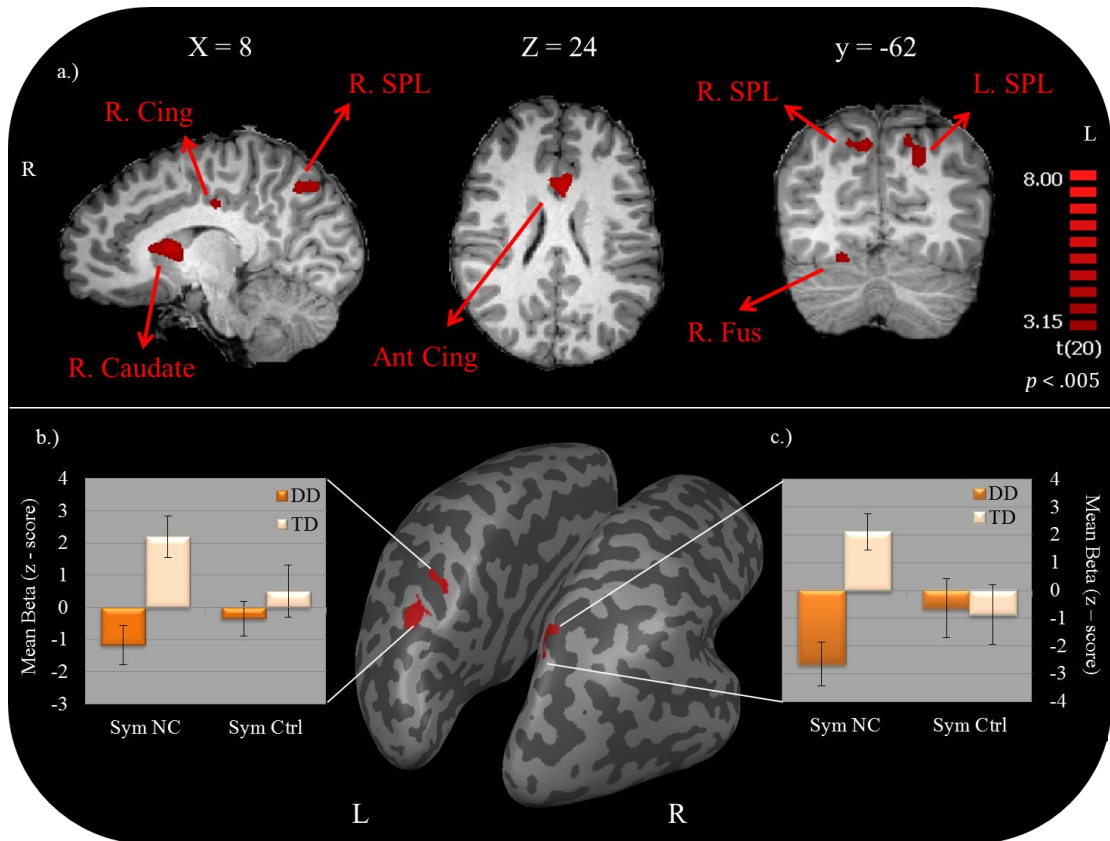 X = 8
Z = 24
y = -62
a.)
R. Cing
R. SPL
R. SPL
L. SPL
R
L
8.00
3.15
t(20)
p < .005
R. Caudate
Ant Cing
R. Fus
b.)
Mean Beta (z - score)
4
3
2
1
0
-1
-2
-3
DD
TD
Sym NC
Sym Ctrl
c.)
DD
TD
4
3
2
1
0
-1
-2
-3
-4
Mean Beta (z – score)
Sym NC
Sym Ctrl
L
R